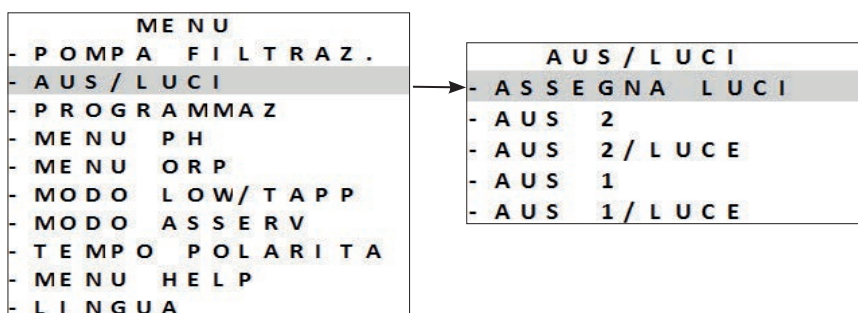 MENU
- POMPA FILTRAZ.
- AUS/LUCI
- PROGRAMMAZ
- MENU PH
- MENU ORP
- MODO LOW/TAPP
- MODO ASSERV
- TEMPO POLARITA
- MENU HELP
- LINGUA
AUS/LUCI
- ASSEGNA LUCI
- AUS 2
- AUS 2/LUCE
- AUS 1
- AUS 1/LUCE